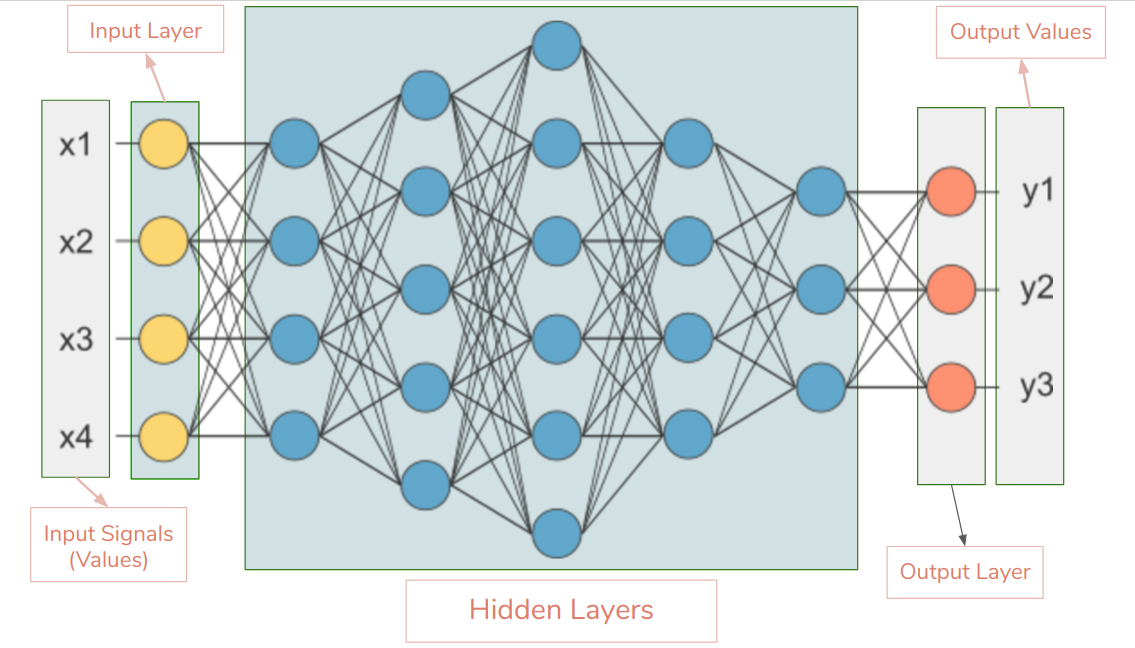 Input Layer
Output Values
x1
x2
x3
x4
y1
y2
y3
Input Signals
(Values)
Output Layer
Hidden Layers